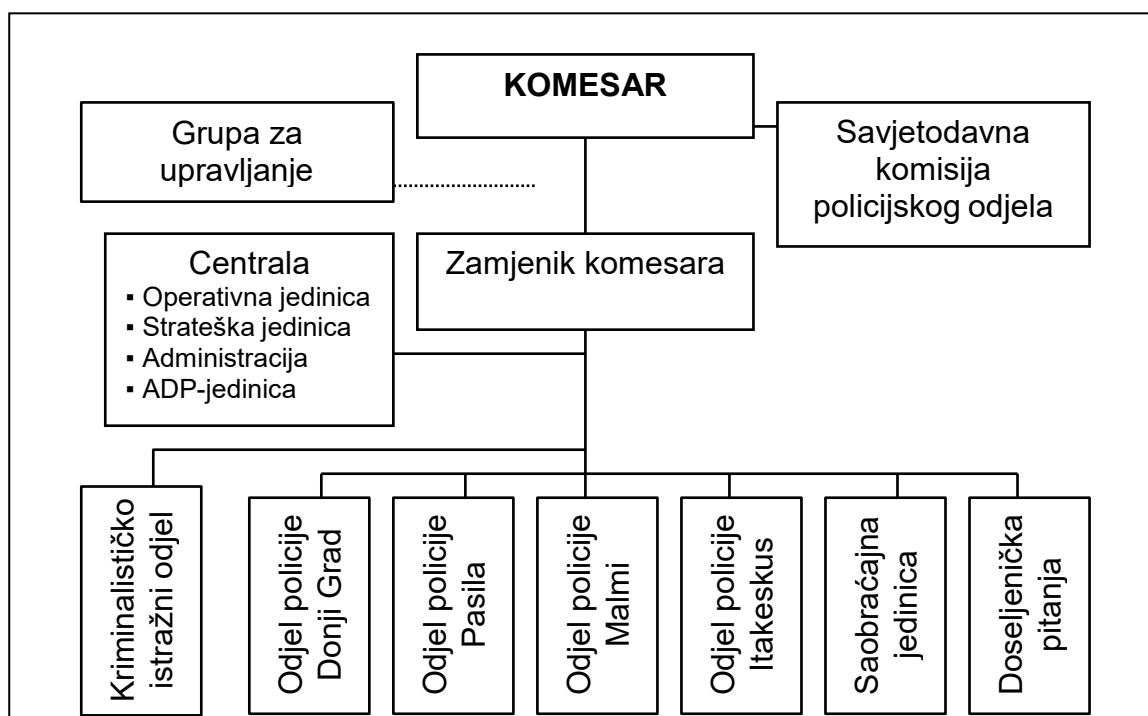 KOMESAR
Grupa za
upravljanje
Savjetodavna
komisija
policijskog odjela
Centrala
▪ Operativna jedinica
▪ Strateška jedinica
▪ Administracija
▪ ADP-jedinica
Zamjenik komesara
Kriminalističko
istražni odjel
Odjel policije
Donji Grad
Odjel policije
Pasila
Odjel policije
Malmi
Odjel policije
Itakeskus
Saobraćajna
jedinica
Doseljenička
pitanja